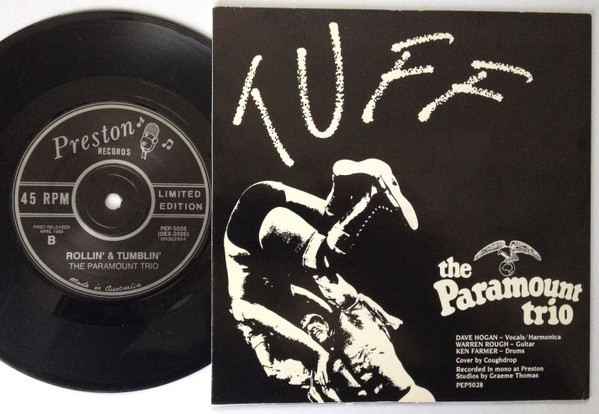 Preston
RECORDS
45 RPM
LIMITED
EDITION
FIRST RELEASED
B
PEP-5028
(DEX-2028)
ROLLIN' & TUMBLIN'
THE PARAMOUNT TRIO
Made in Australia
TUFF
the
Paramount
trio
DAVE HOGAN – Vocals/Harmonica
WARREN ROUGH – Guitar
KEN FARMER – Drums
Cover by Coughdrop
Recorded in mono at Preston
Studios by Graeme Thomas
PEP5028